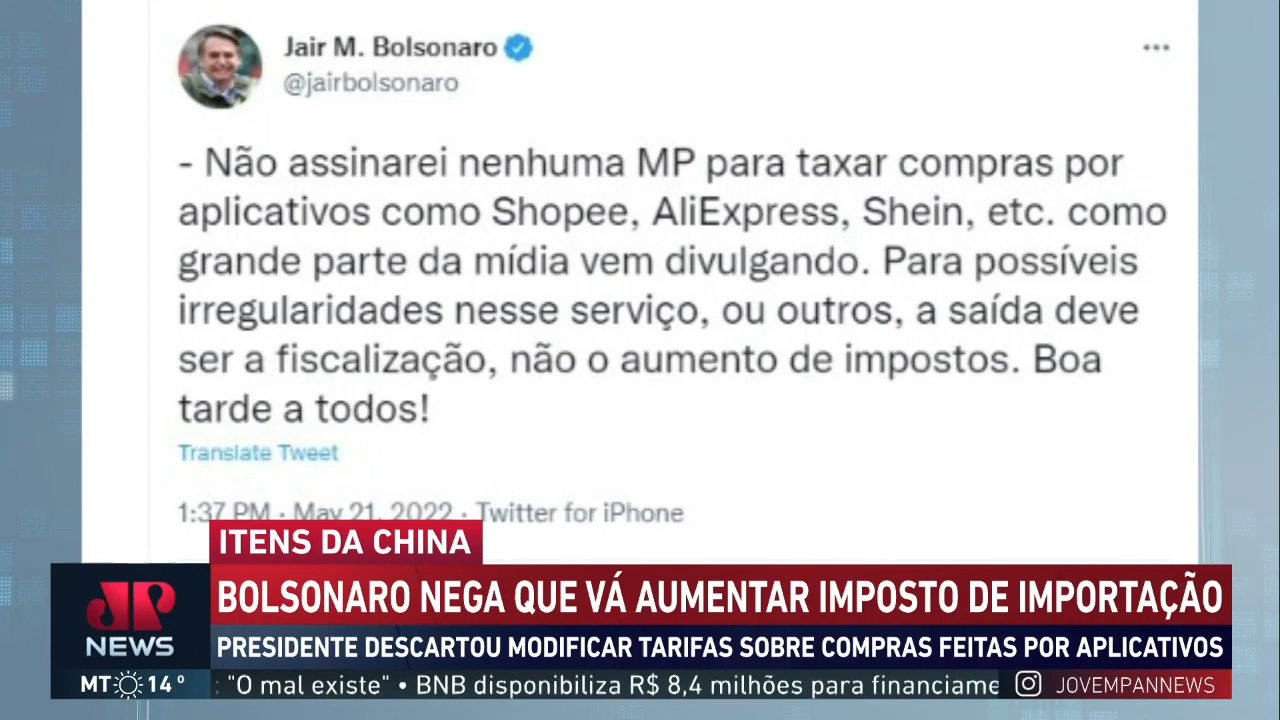 Jair M. Bolsonaro
@jairbolsonaro
- Não assinarei nenhuma MP para taxar compras por
aplicativos como Shopee, AliExpress, Shein, etc. como
grande parte da mídia vem divulgando. Para possíveis
irregularidades nesse serviço, ou outros, a saída deve
ser a fiscalização, não o aumento de impostos. Boa
tarde a todos!
Translate Tweet
1:37 PM · May 21, 2022 · Twitter for iPhone
ITENS DA CHINA
BOLSONARO NEGA QUE VÁ AUMENTAR IMPOSTO DE IMPORTAÇÃO
PRESIDENTE DESCARTOU MODIFICAR TARIFAS SOBRE COMPRAS FEITAS POR APLICATIVOS
JP
NEWS
MT 14 º : "O mal existe" • BNB disponibiliza R$ 8,4 milhões para financiame JOVEMPANNEWS